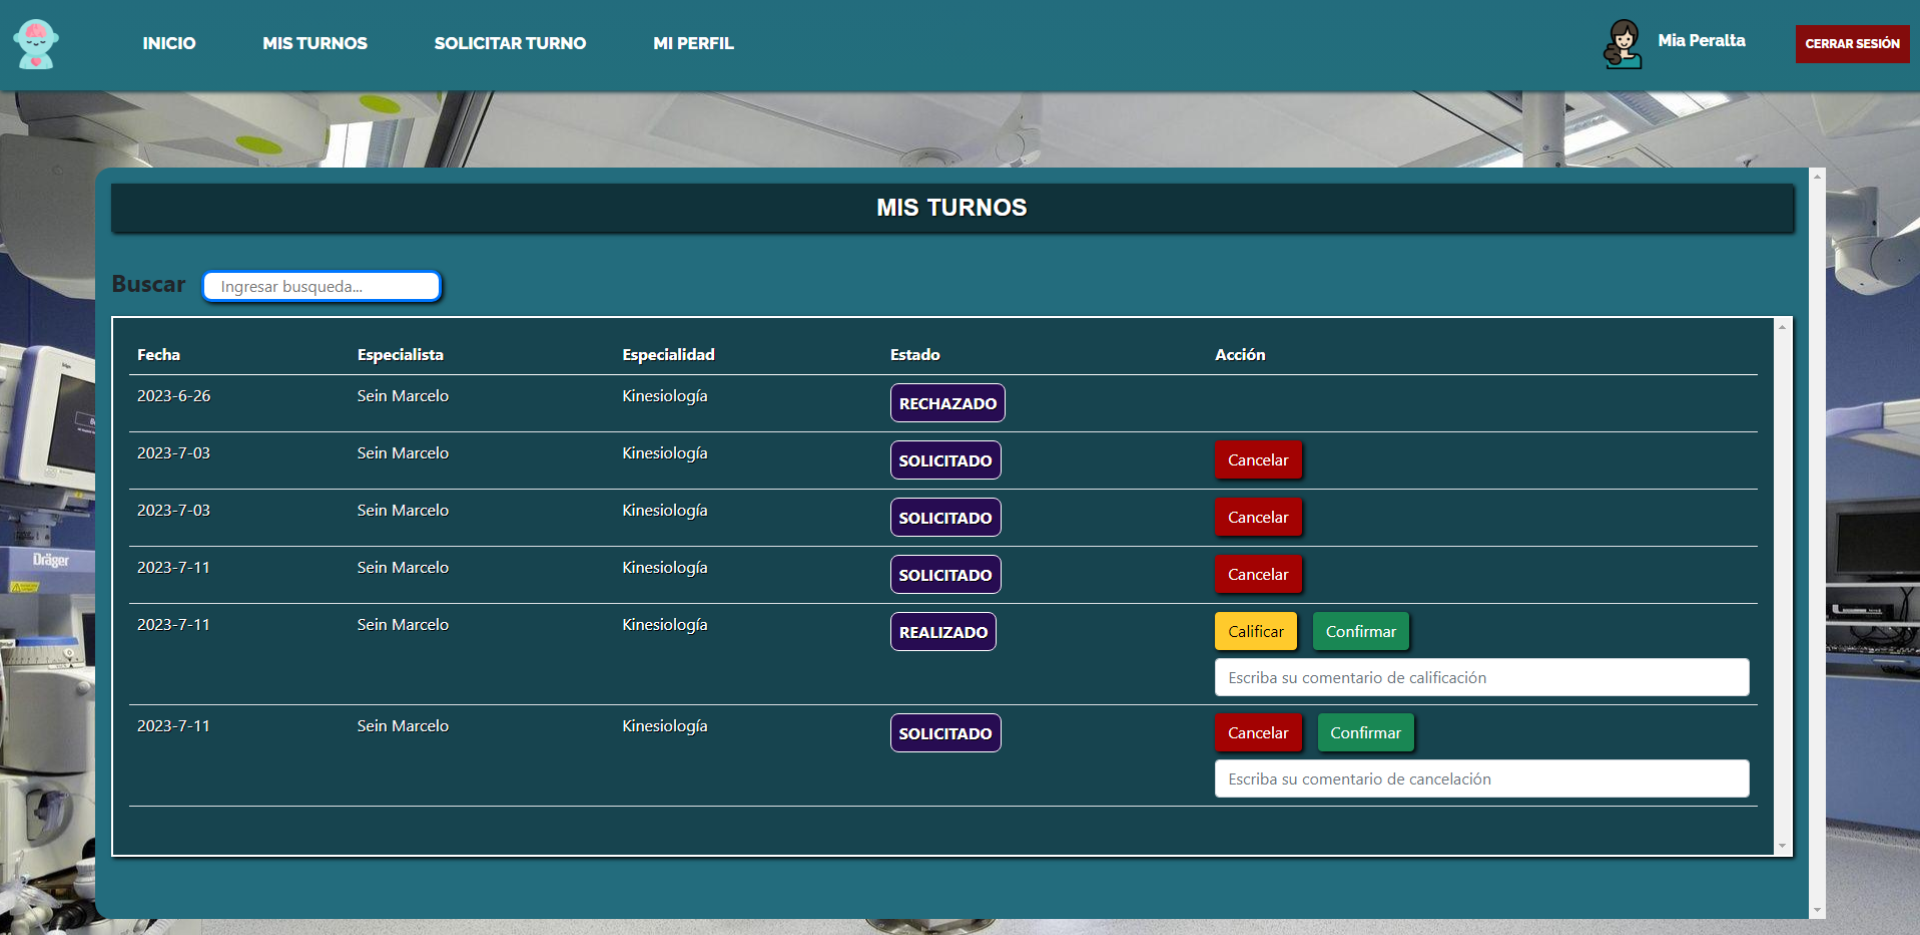 INICIO MIS TURNOS SOLICITAR TURNO MI PERFIL Mia Peralta CERRAR SESIÓN
MIS TURNOS
Buscar Ingresar busqueda...
Fecha Especialista Especialidad Estado Acción
2023-6-26 Sein Marcelo Kinesiología RECHAZADO
2023-7-03 Sein Marcelo Kinesiología SOLICITADO Cancelar
2023-7-03 Sein Marcelo Kinesiología SOLICITADO Cancelar
2023-7-11 Sein Marcelo Kinesiología SOLICITADO Cancelar
2023-7-11 Sein Marcelo Kinesiología REALIZADO Calificar Confirmar
Escriba su comentario de calificación
2023-7-11 Sein Marcelo Kinesiología SOLICITADO Cancelar Confirmar
Escriba su comentario de cancelación
Dräger